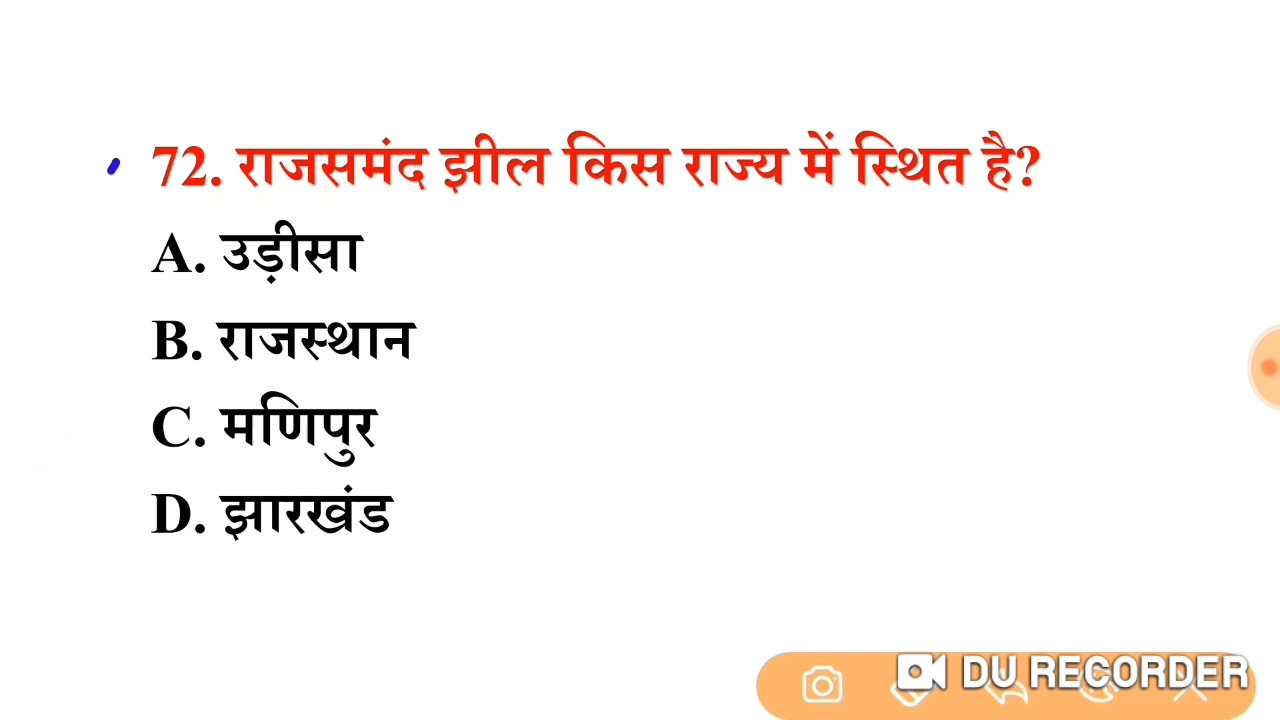 72. राजसमंद झील किस राज्य में स्थित है?
A. उड़ीसा
B. राजस्थान
C. मणिपुर
D. झारखंड
DU RECORDER